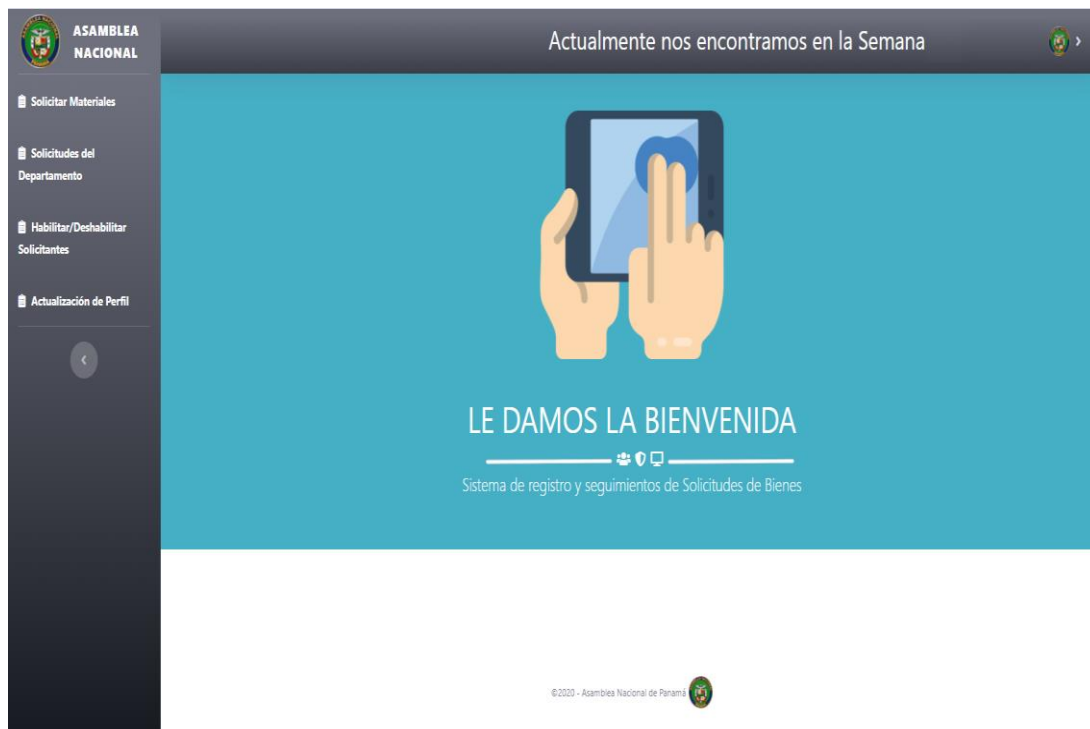 ASAMBLEA
NACIONAL
Actualmente nos encontramos en la Semana
Solicitar Materiales
Solicitudes del
Departamento
Habilitar/Deshabilitar
Solicitantes
Actualización de Perfil
LE DAMOS LA BIENVENIDA
Sistema de registro y seguimientos de Solicitudes de Bienes
©2020 - Asamblea Nacional de Panamá